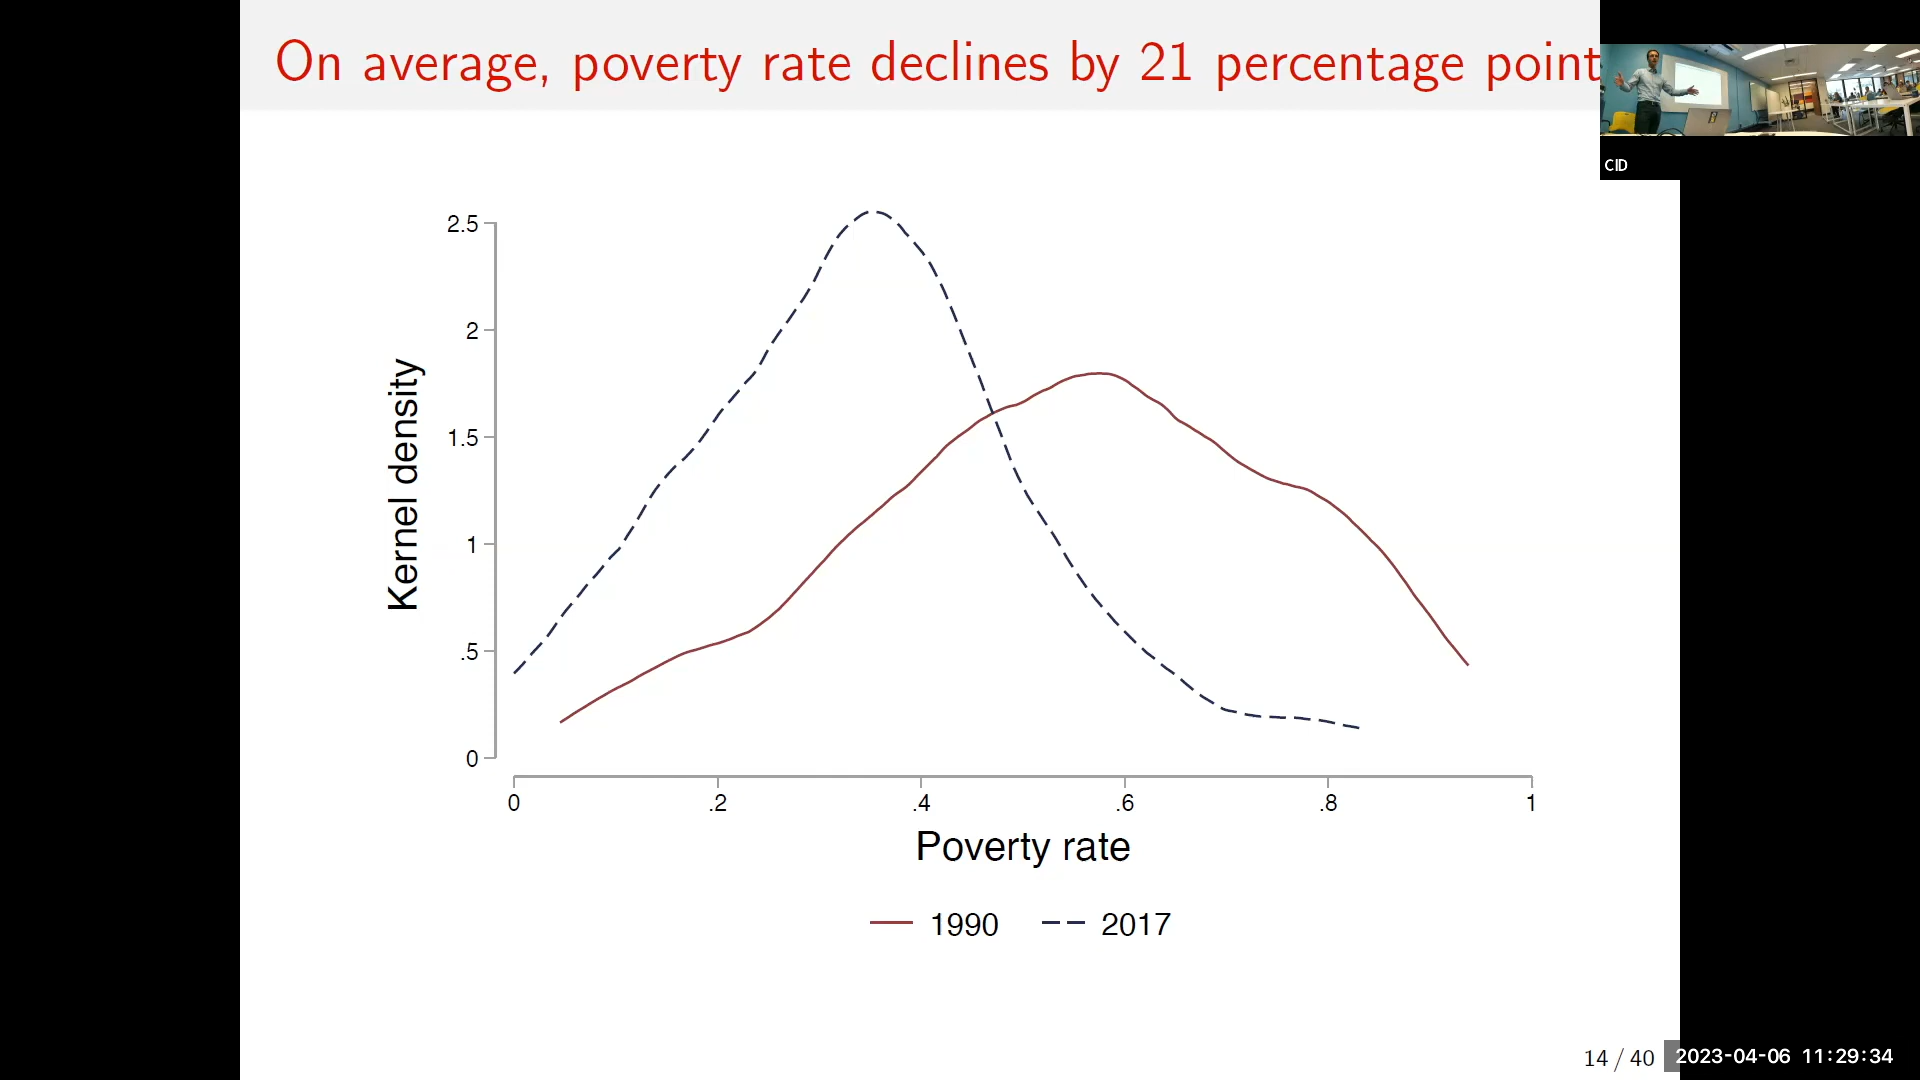 On average, poverty rate declines by 21 percentage point
CID
2.5
2
1.5
1
.5
0
Kernel density
0 .2 .4 .6 .8 1
Poverty rate
1990 2017
14 / 40
2023-04-06 11:29:34